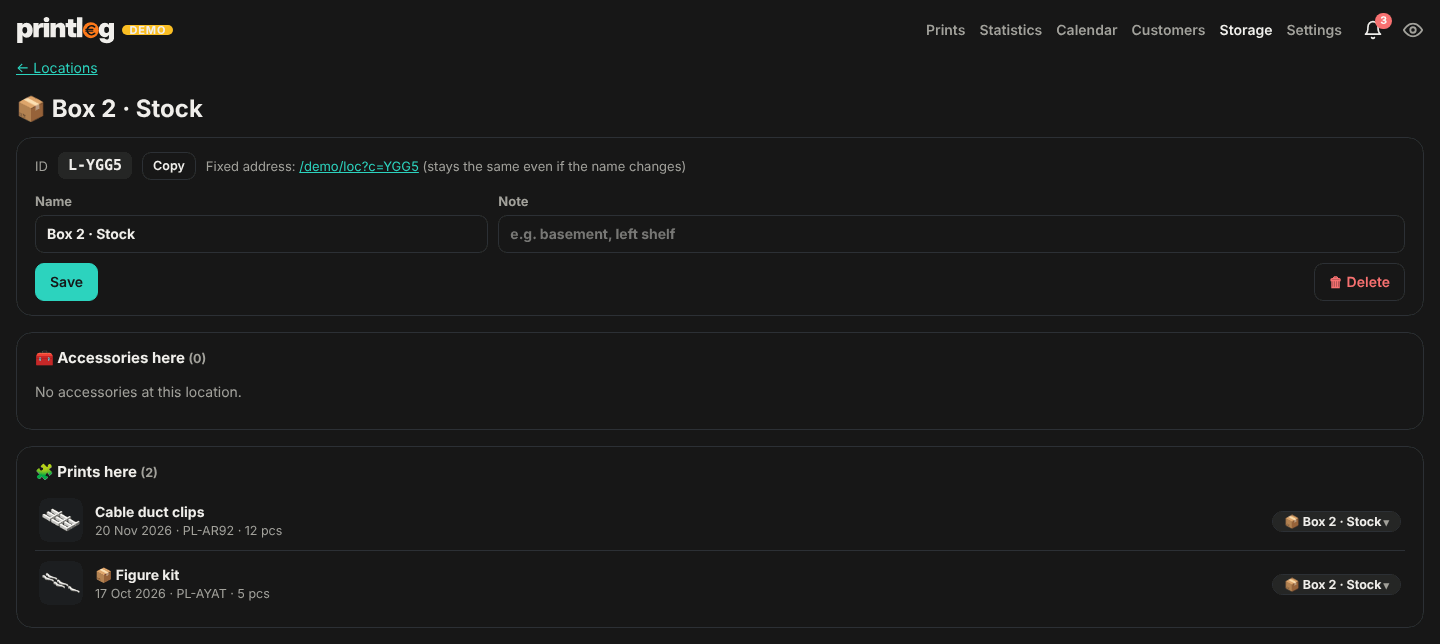 printlog DEMO
Prints Statistics Calendar Customers Storage Settings 3
← Locations
📦 Box 2 · Stock
ID L-YGG5 Copy Fixed address: /demo/loc?c=YGG5 (stays the same even if the name changes)
Name Note
Box 2 · Stock e.g. basement, left shelf
Save 🗑 Delete
🧰 Accessories here (0)
No accessories at this location.
🧩 Prints here (2)
Cable duct clips
20 Nov 2026 · PL-AR92 · 12 pcs
📦 Box 2 · Stock ▾
📦 Figure kit
17 Oct 2026 · PL-AYAT · 5 pcs
📦 Box 2 · Stock ▾